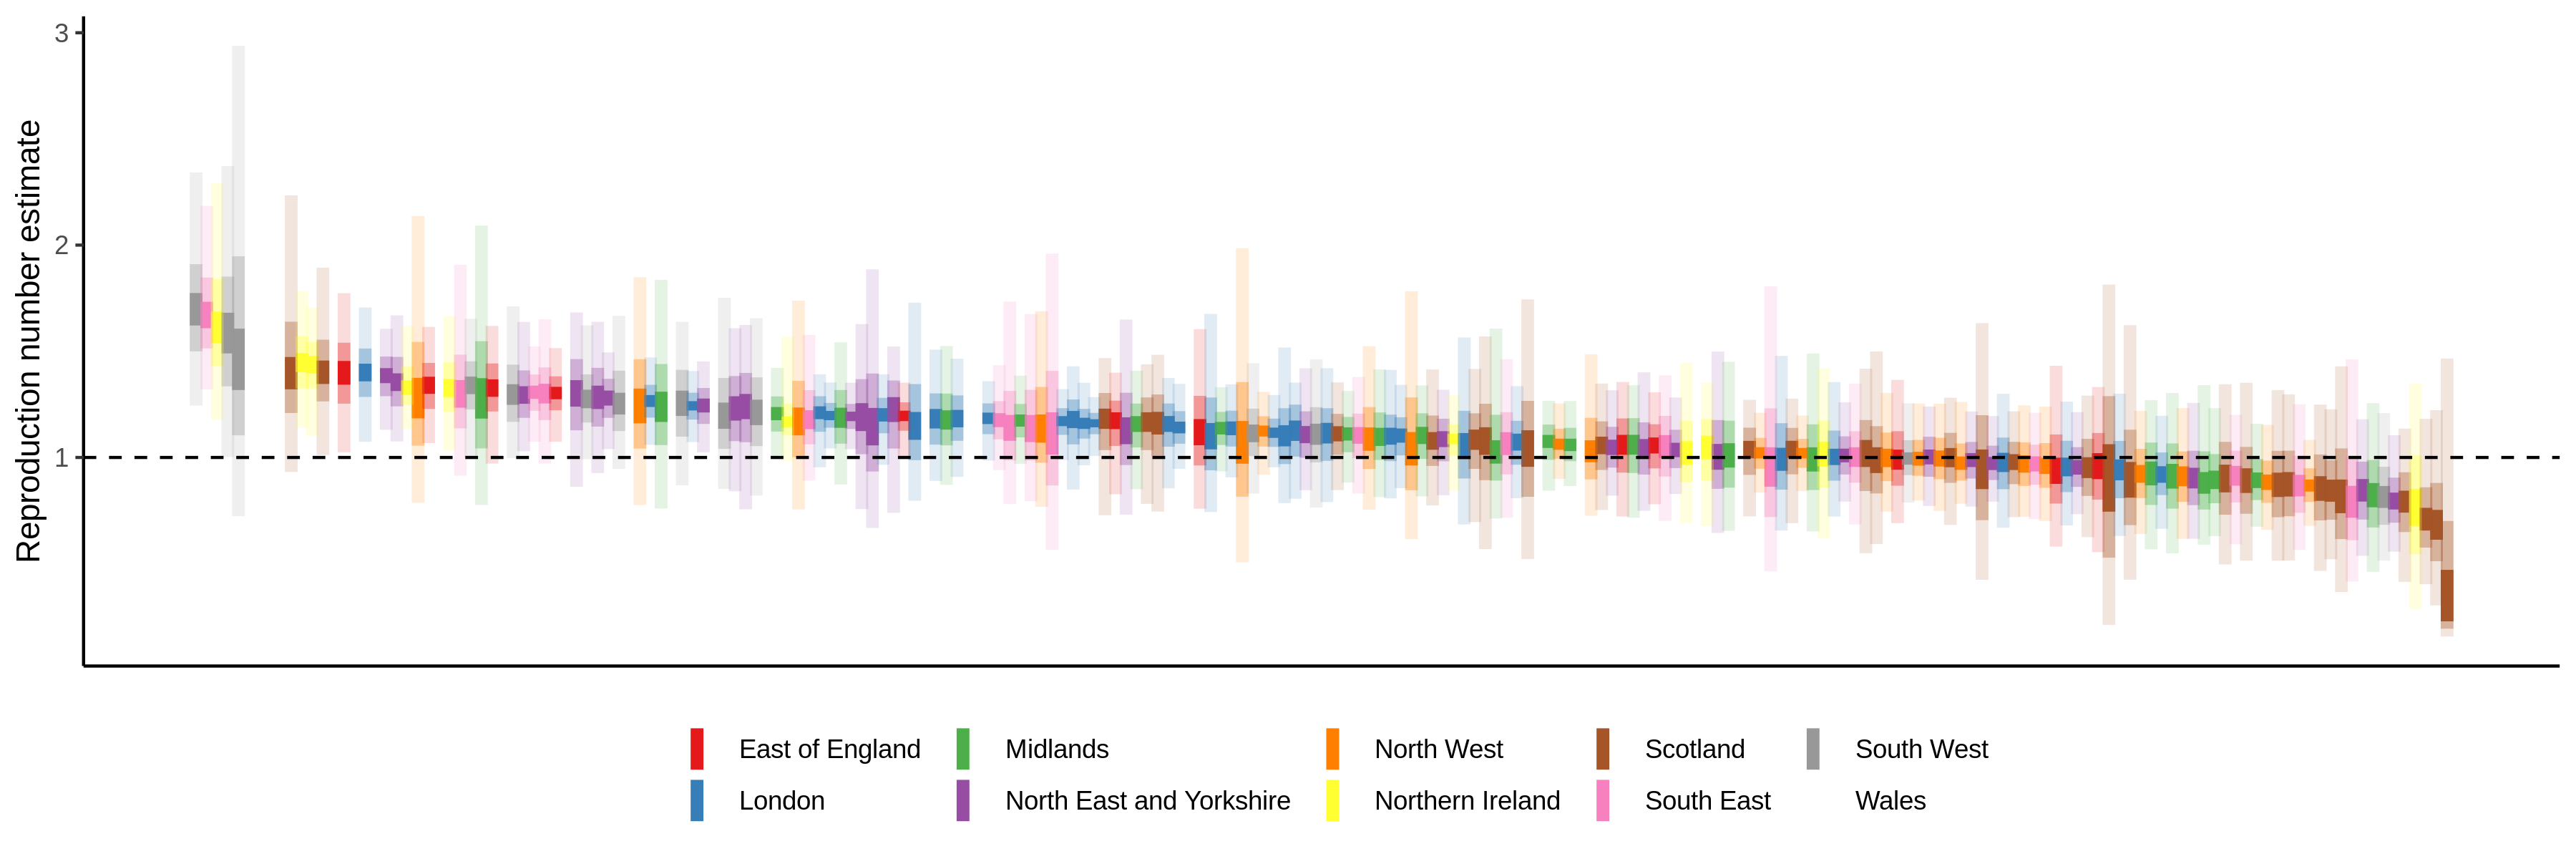 Reproduction number estimate
3
2
1
East of England
Midlands
North West
Scotland
South West
London
North East and Yorkshire
Northern Ireland
South East
Wales